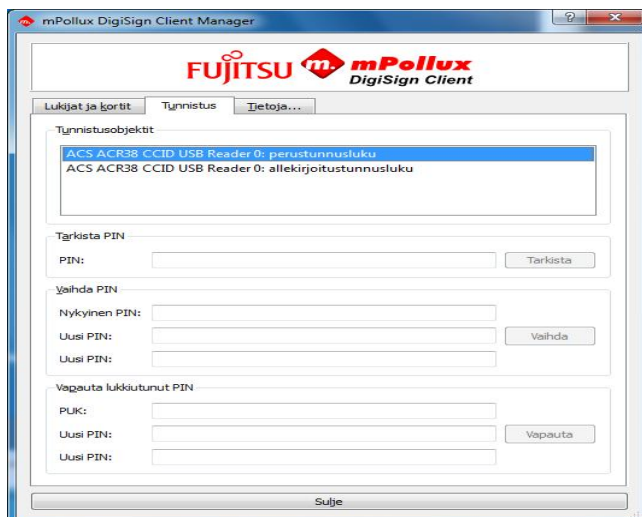 mPollux DigiSign Client Manager
FUJITSU m. mPollux
DigiSign Client
Lukijat ja kortit Tunnistus Tietoja...
Tunnistusobjektit
ACS ACR38 CCID USB Reader 0: perustunnusluku
ACS ACR38 CCID USB Reader 0: allekirjoitustunnusluku
Tarkista PIN
PIN: Tarkista
Vaihda PIN
Nykyinen PIN:
Uusi PIN: Vaihda
Uusi PIN:
Vapauta lukkiutunut PIN
PUK:
Uusi PIN: Vapauta
Uusi PIN:
Sulje